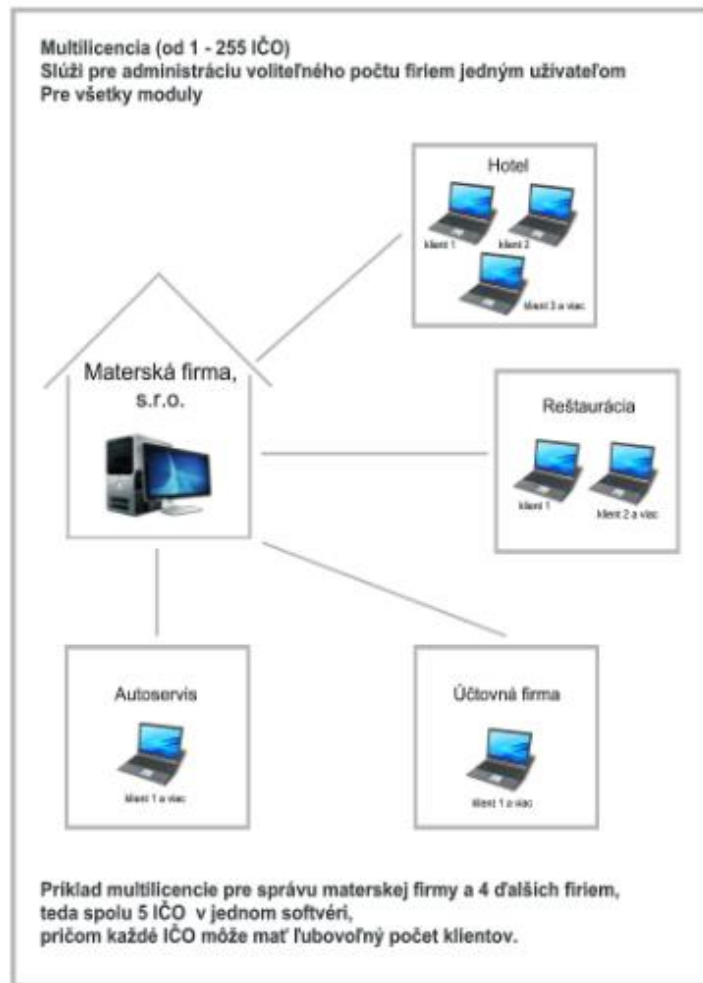 Multilicencia (od 1 - 255 IČO)
Slúži pre administráciu voliteľného počtu firiem jedným užívateľom
Pre všetky moduly
Hotel
klient 1
klient 2
klient 3 a viac
Materská firma,
s.r.o.
Reštaurácia
klient 1
klient 2 a viac
Autoservis
klient 1 a viac
Účtovná firma
klient 1 a viac
Príklad multilicencie pre správu materskej firmy a 4 ďalších firiem,
teda spolu 5 IČO v jednom softvéri,
pričom každé IČO môže mať ľubovoľný počet klientov.